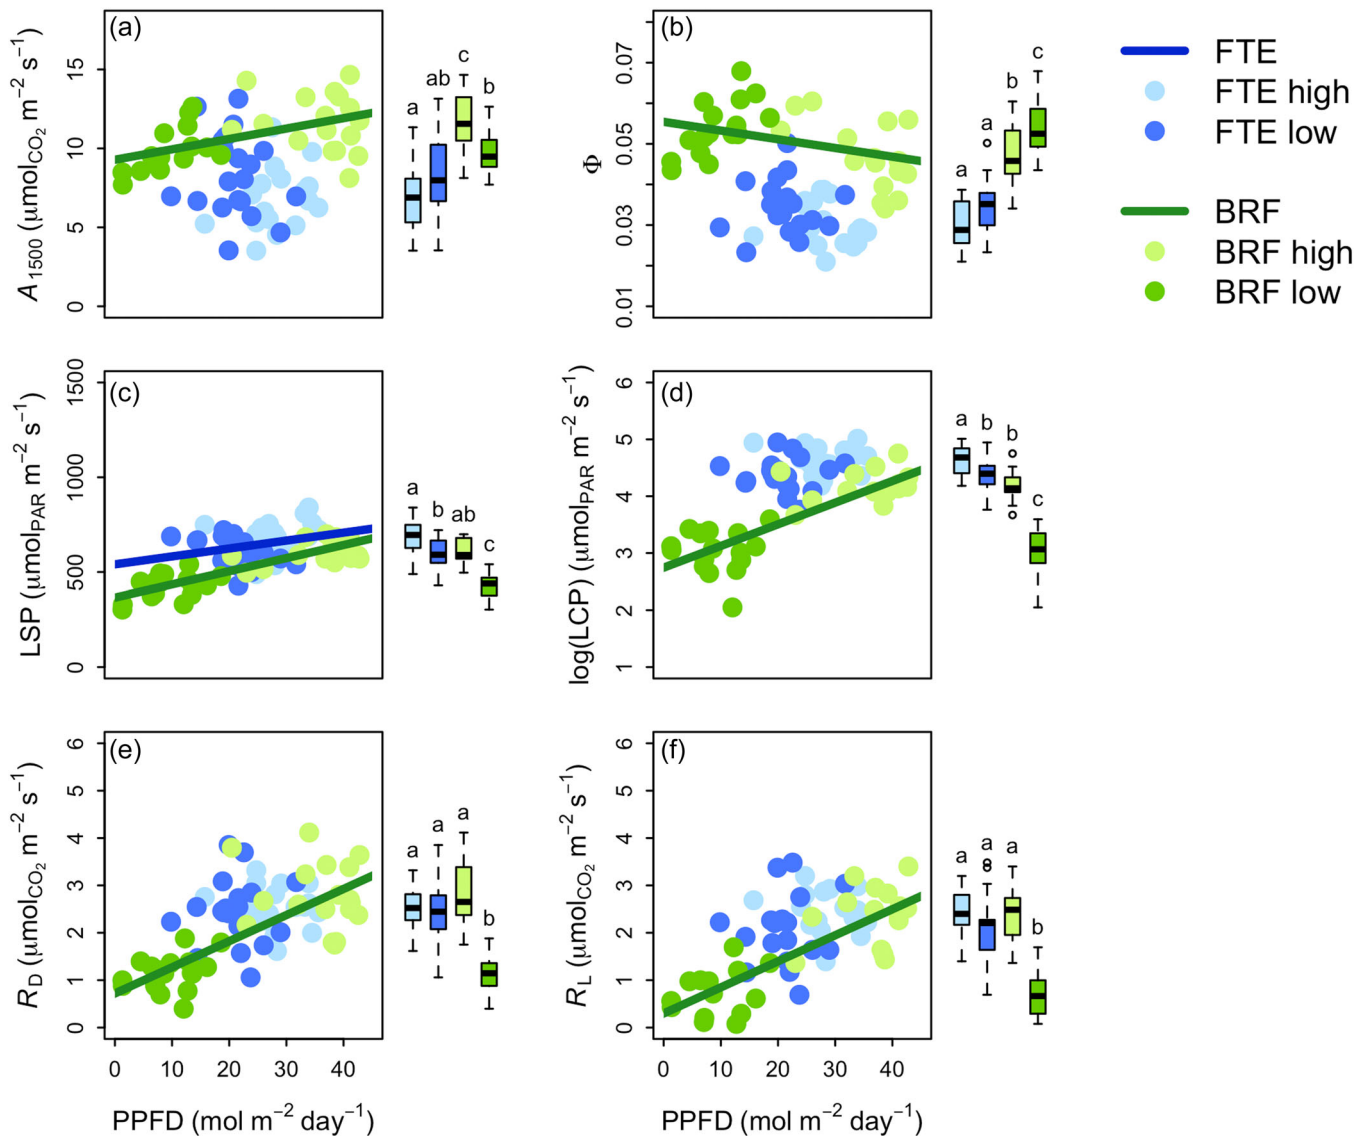 (a)
A1500 (μmolCO2 m−2 s−1)
0
5
10
15
a
ab
c
b
(b)
Φ
0.01
0.03
0.05
0.07
a
a
b
c
FTE
FTE high
FTE low
BRF
BRF high
BRF low
(c)
LSP (μmolPAR m−2 s−1)
0
500
1000
1500
a
b
ab
c
(d)
log(LCP) (μmolPAR m−2 s−1)
1
2
3
4
5
6
a
b
b
c
(e)
RD (μmolCO2 m−2 s−1)
0
1
2
3
4
5
6
a
a
a
b
0 10 20 30 40
PPFD (mol m−2 day−1)
(f)
RL (μmolCO2 m−2 s−1)
0
1
2
3
4
5
6
a
a
a
b
0 10 20 30 40
PPFD (mol m−2 day−1)